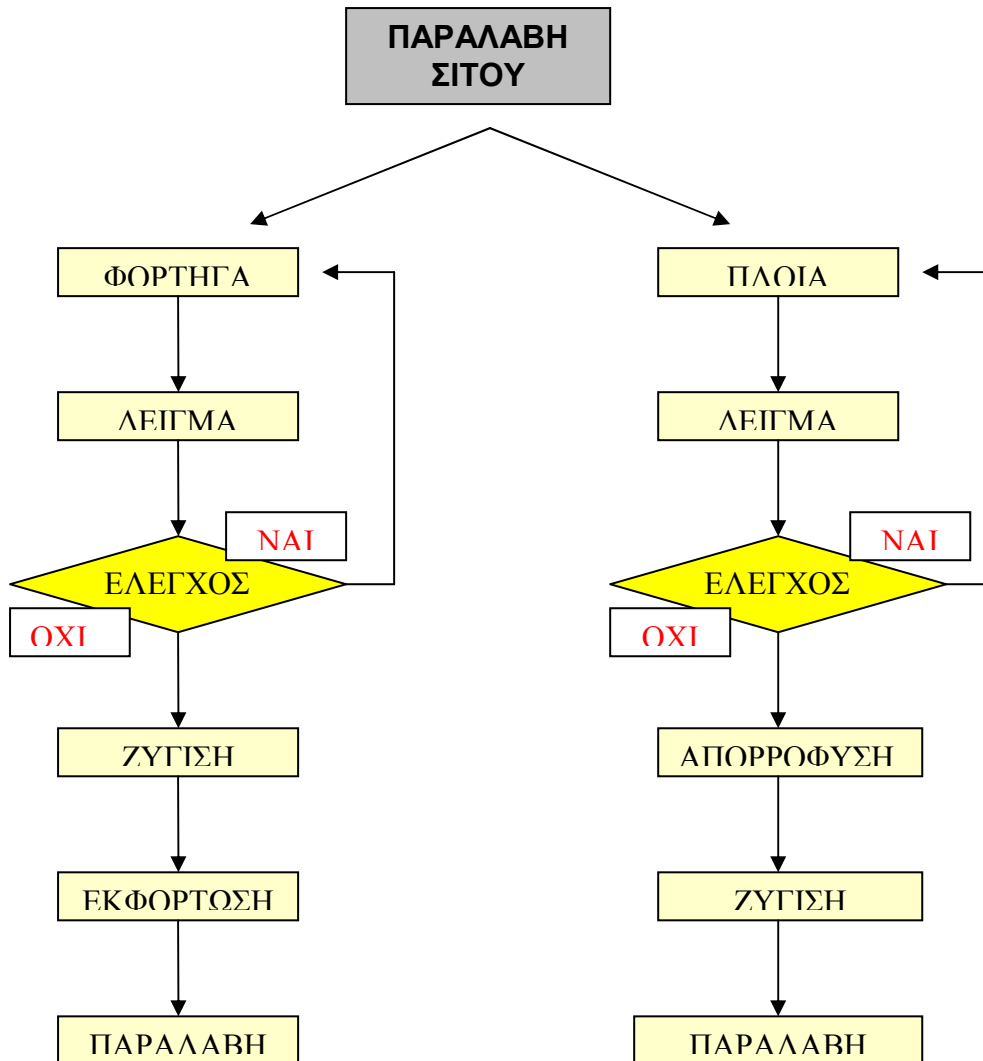 ΠΑΡΑΛΑΒΗ
ΣΙΤΟΥ
ΦΟΡΤΗΓΑ
ΠΛΟΙΑ
ΔΕΙΓΜΑ
ΔΕΙΓΜΑ
ΝΑΙ
ΝΑΙ
ΕΛΕΓΧΟΣ
ΕΛΕΓΧΟΣ
ΟΧΙ
ΟΧΙ
ΖΥΓΙΣΗ
ΑΠΟΡΡΟΦΥΣΗ
ΕΚΦΟΡΤΩΣΗ
ΖΥΓΙΣΗ
ΠΑΡΑΛΑΒΗ
ΠΑΡΑΛΑΒΗ